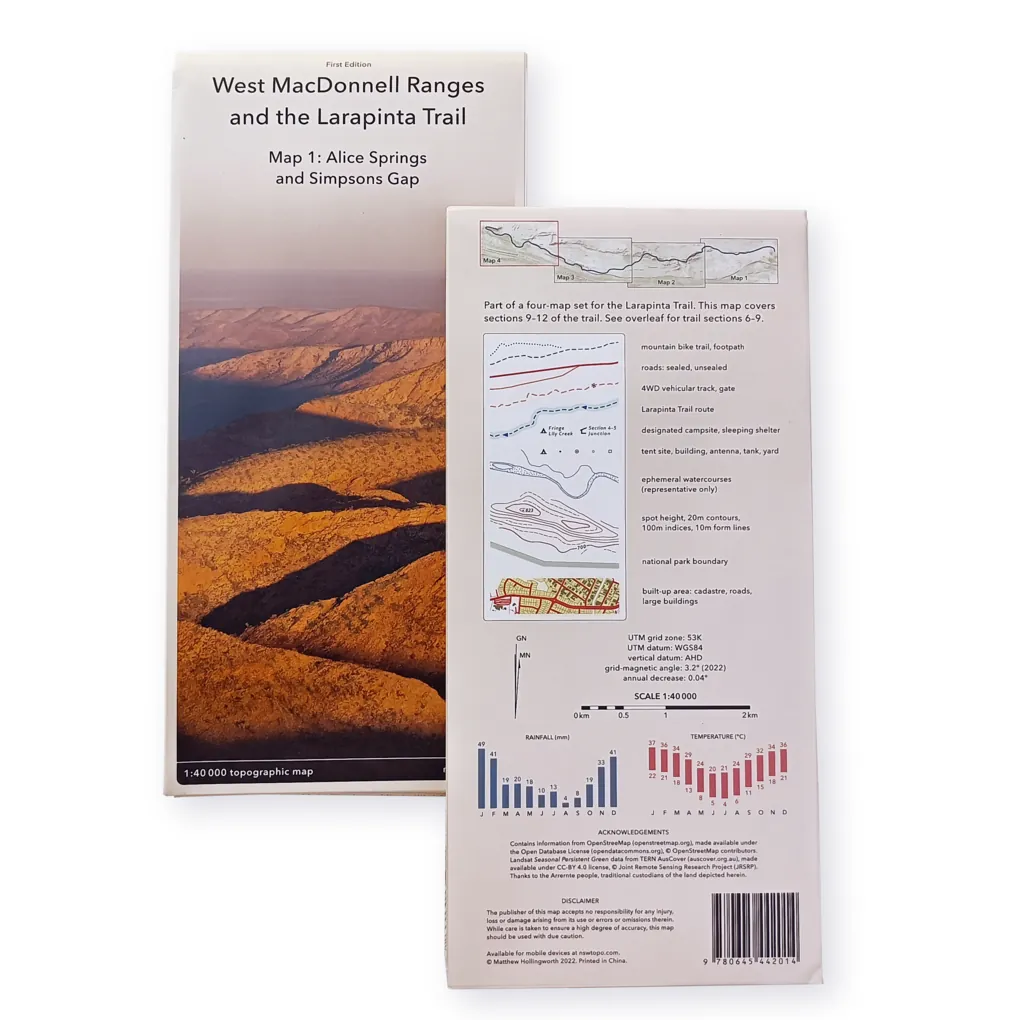 First Edition
West MacDonnell Ranges
and the Larapinta Trail
Map 1: Alice Springs
and Simpsons Gap
1:40 000 topographic map
Map 4
Map 3
Map 2
Map 1
Part of a four-map set for the Larapinta Trail. This map covers
sections 9–12 of the trail. See overleaf for trail sections 6–9.
mountain bike trail, footpath
roads: sealed, unsealed
4WD vehicular track, gate
Larapinta Trail route
Fringe
Lily Creek
Section 4-5
Junction
designated campsite, sleeping shelter
tent site, building, antenna, tank, yard
ephemeral watercourses
(representative only)
spot height, 20m contours,
100m indices, 10m form lines
700
national park boundary
built-up area: cadastre, roads,
large buildings
GN
MN
UTM grid zone: 53K
UTM datum: WGS84
vertical datum: AHD
grid-magnetic angle: 3.2° (2022)
annual decrease: 0.04°
SCALE 1:40 000
0km 0.5 1 2km
RAINFALL (mm)
49 41 19 20 18 10 13 4 8 19 33 41
J F M A M J J A S O N D
TEMPERATURE (°C)
37 36 34 29 24 20 21 24 29 32 34 36
22 21 18 13 8 5 4 6 11 15 18 21
J F M A M J J A S O N D
ACKNOWLEDGEMENTS
Contains information from OpenStreeMap (openstreetmap.org), made available under
the Open Database License (opendatacommons.org), © OpenStreetMap contributors.
Landsat Seasonal Persistent Green data from TERN AusCover (auscover.org.au), made
available under CC-BY 4.0 license, © Joint Remote Sensing Research Project (JRSRP).
Thanks to the Arrernte people, traditional custodians of the land depicted herein.
DISCLAIMER
The publisher of this map accepts no responsibility for any injury,
loss or damage arising from its use or errors or omissions therein.
While care is taken to ensure a high degree of accuracy, this map
should be used with due caution.
Available for mobile devices at nswtopo.com.
© Matthew Hollingworth 2022. Printed in China.
9 780645 442014